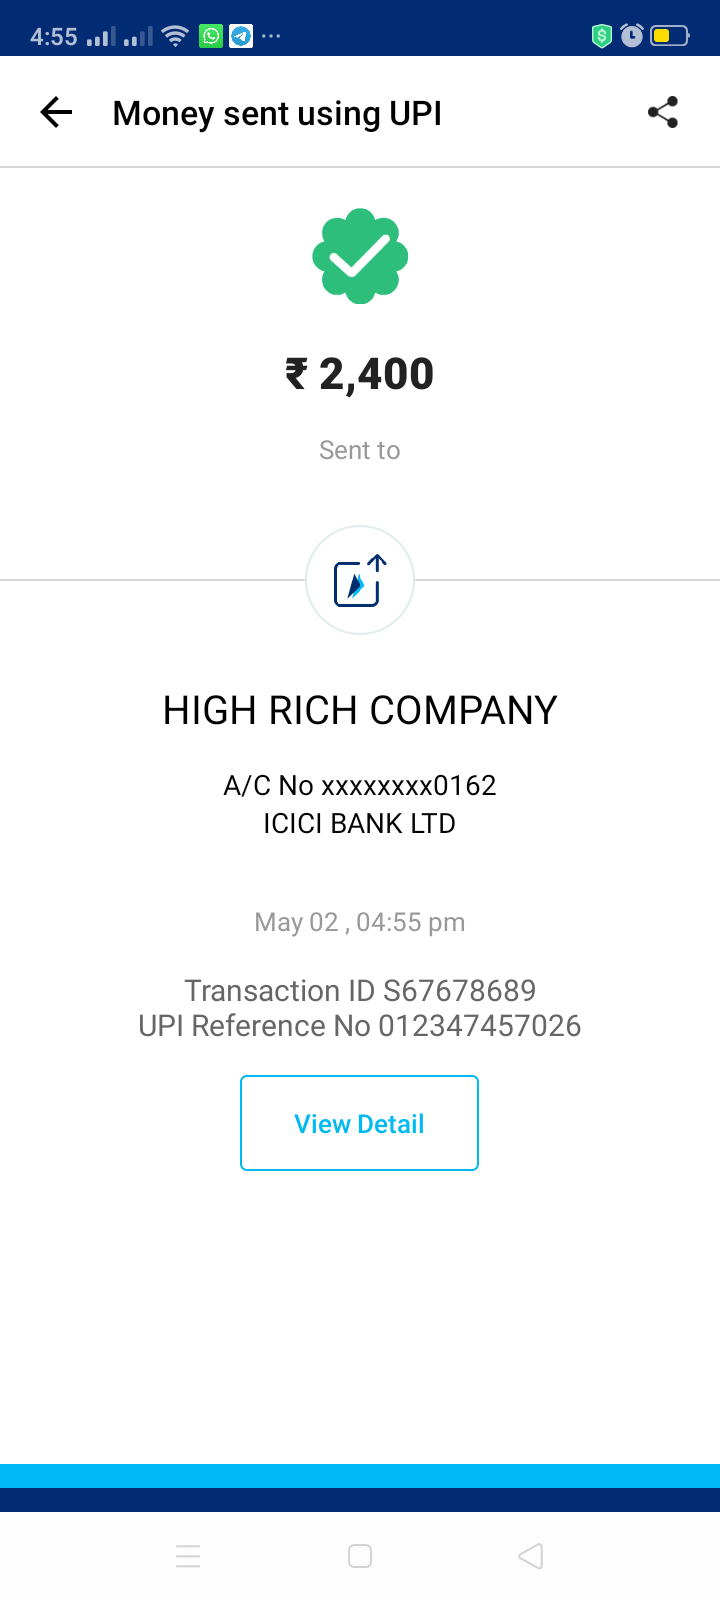 4:55
Money sent using UPI
₹ 2,400
Sent to
HIGH RICH COMPANY
A/C No xxxxxxxx0162
ICICI BANK LTD
May 02 , 04:55 pm
Transaction ID S67678689
UPI Reference No 012347457026
View Detail